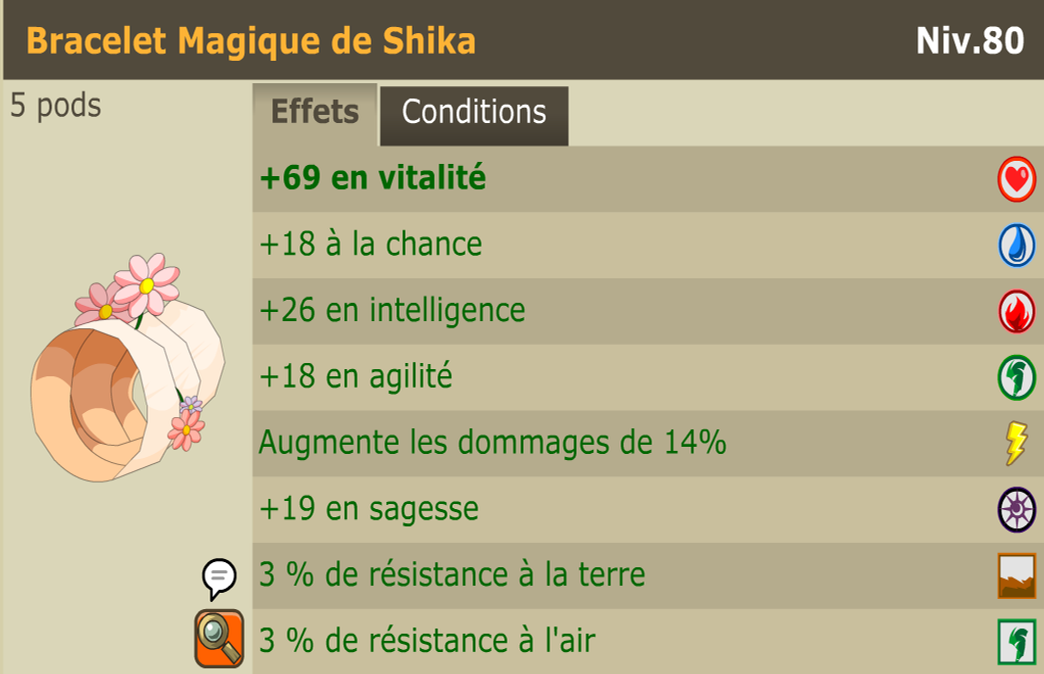 Bracelet Magique de Shika Niv.80
5 pods
Effets Conditions
+69 en vitalité
+18 à la chance
+26 en intelligence
+18 en agilité
Augmente les dommages de 14%
+19 en sagesse
3 % de résistance à la terre
3 % de résistance à l'air